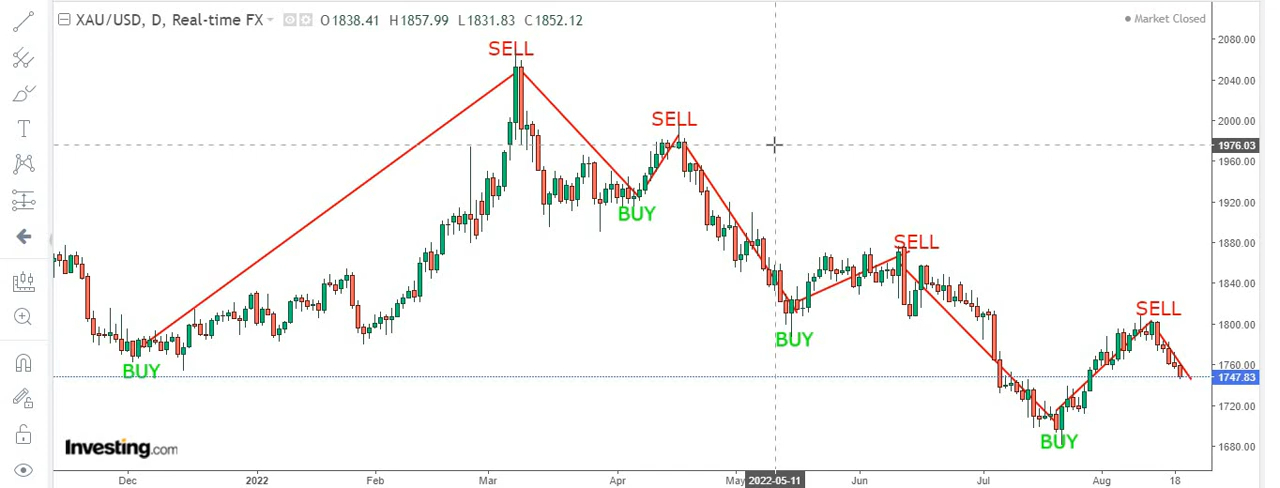 XAU/USD, D, Real-time FX O1838.41 H1857.99 L1831.83 C1852.12
Market Closed
2080.00
SELL
2040.00
SELL
2000.00
1976.03
1960.00
T
1920.00
BUY
SELL
1880.00
1840.00
SELL
1800.00
BUY
1760.00
BUY
1747.83
1720.00
BUY
Investing.com
1680.00
Dec 2022 Feb Mar Apr May 2022-05-11 Jun Jul Aug 18